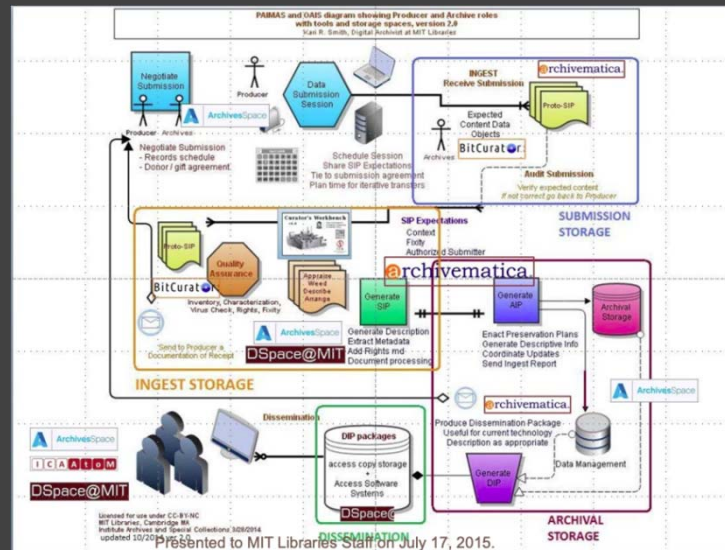 PAIMAS and OAIS diagram showing Producer and Archive roles
with tools and storage spaces, version 2.0
Kari R. Smith, Digital Archivist at MIT Libraries
Negotiate
Submission
Producer
Archives
ArchivesSpace
Negotiate Submission
- Records schedule
- Donor / gift agreement.
Producer
Data
Submission
Session
Schedule Session
Share SIP Expectations
Tie to submission agreement
Plan time for iterative transfers
INGEST
Receive Submission
archivematica.
Proto-SIP
Expected
Content Data
Objects
Archives
BitCurator
Audit Submission
Verify expected content
If not correct go back to Producer
SUBMISSION
STORAGE
Proto-SIP
Curator's Workbench
SIP Expectations
Context
Fixity
Authorized Submitter
Quality
Assurance
BitCurator
Inventory, Characterization,
Virus Check, Rights, Fixity
Appraise
Weed
Describe
Arrange
Send to Producer a
Documentation of Receipt
ArchivesSpace
DSpace@MIT
Generate
SIP
Generate Description
Extract Metadata
Add Rights md
Document processing
INGEST STORAGE
archivematica.
Generate
AIP
Archival
Storage
Enact Preservation Plans
Generate Descriptive Info
Coordinate Updates
Send Ingest Report
ArchivesSpace
archivematica.
Produce Dissemination Package
Useful for current technology
Description as appropriate
Data Management
Generate
DIP
ARCHIVAL
STORAGE
Dissemination
DIP packages
access copy storage
+
Access Software
Systems
DSpace@
DISSEMINATION
ArchivesSpace
ICAAtoM
DSpace@MIT
Licensed for use under CC-BY-NC
MIT Libraries, Cambridge MA
Institute Archives and Special Collections 3/20/2014
updated 10/2014 ver 2.0
Presented to MIT Libraries Staff on July 17, 2015.